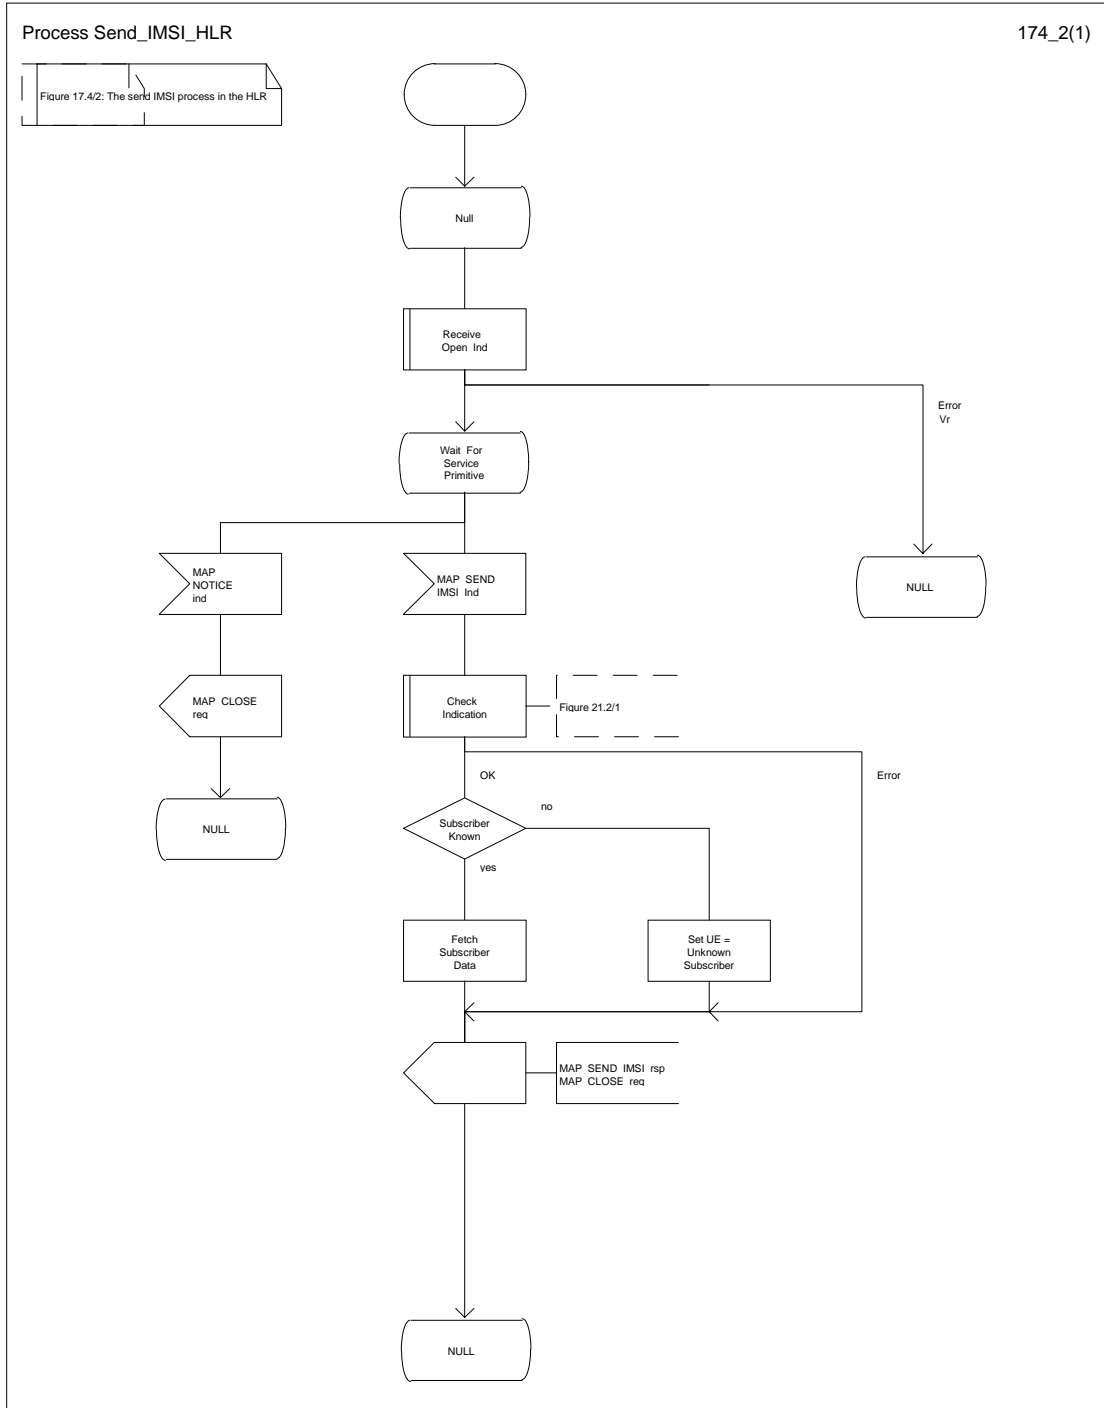 Process Send_IMSI_HLR
174_2(1)
Figure 17.4/2: The send IMSI process in the HLR
Null
Receive
Open Ind
Error
Vr
Wait For
Service
Primitive
MAP
NOTICE
ind
MAP SEND
IMSI Ind
NULL
MAP CLOSE
req
Check
Indication
Figure 21.2/1
OK
Error
NULL
Subscriber
Known
no
yes
Fetch
Subscriber
Data
Set UE =
Unknown
Subscriber
MAP SEND IMSI rsp
MAP CLOSE req
NULL